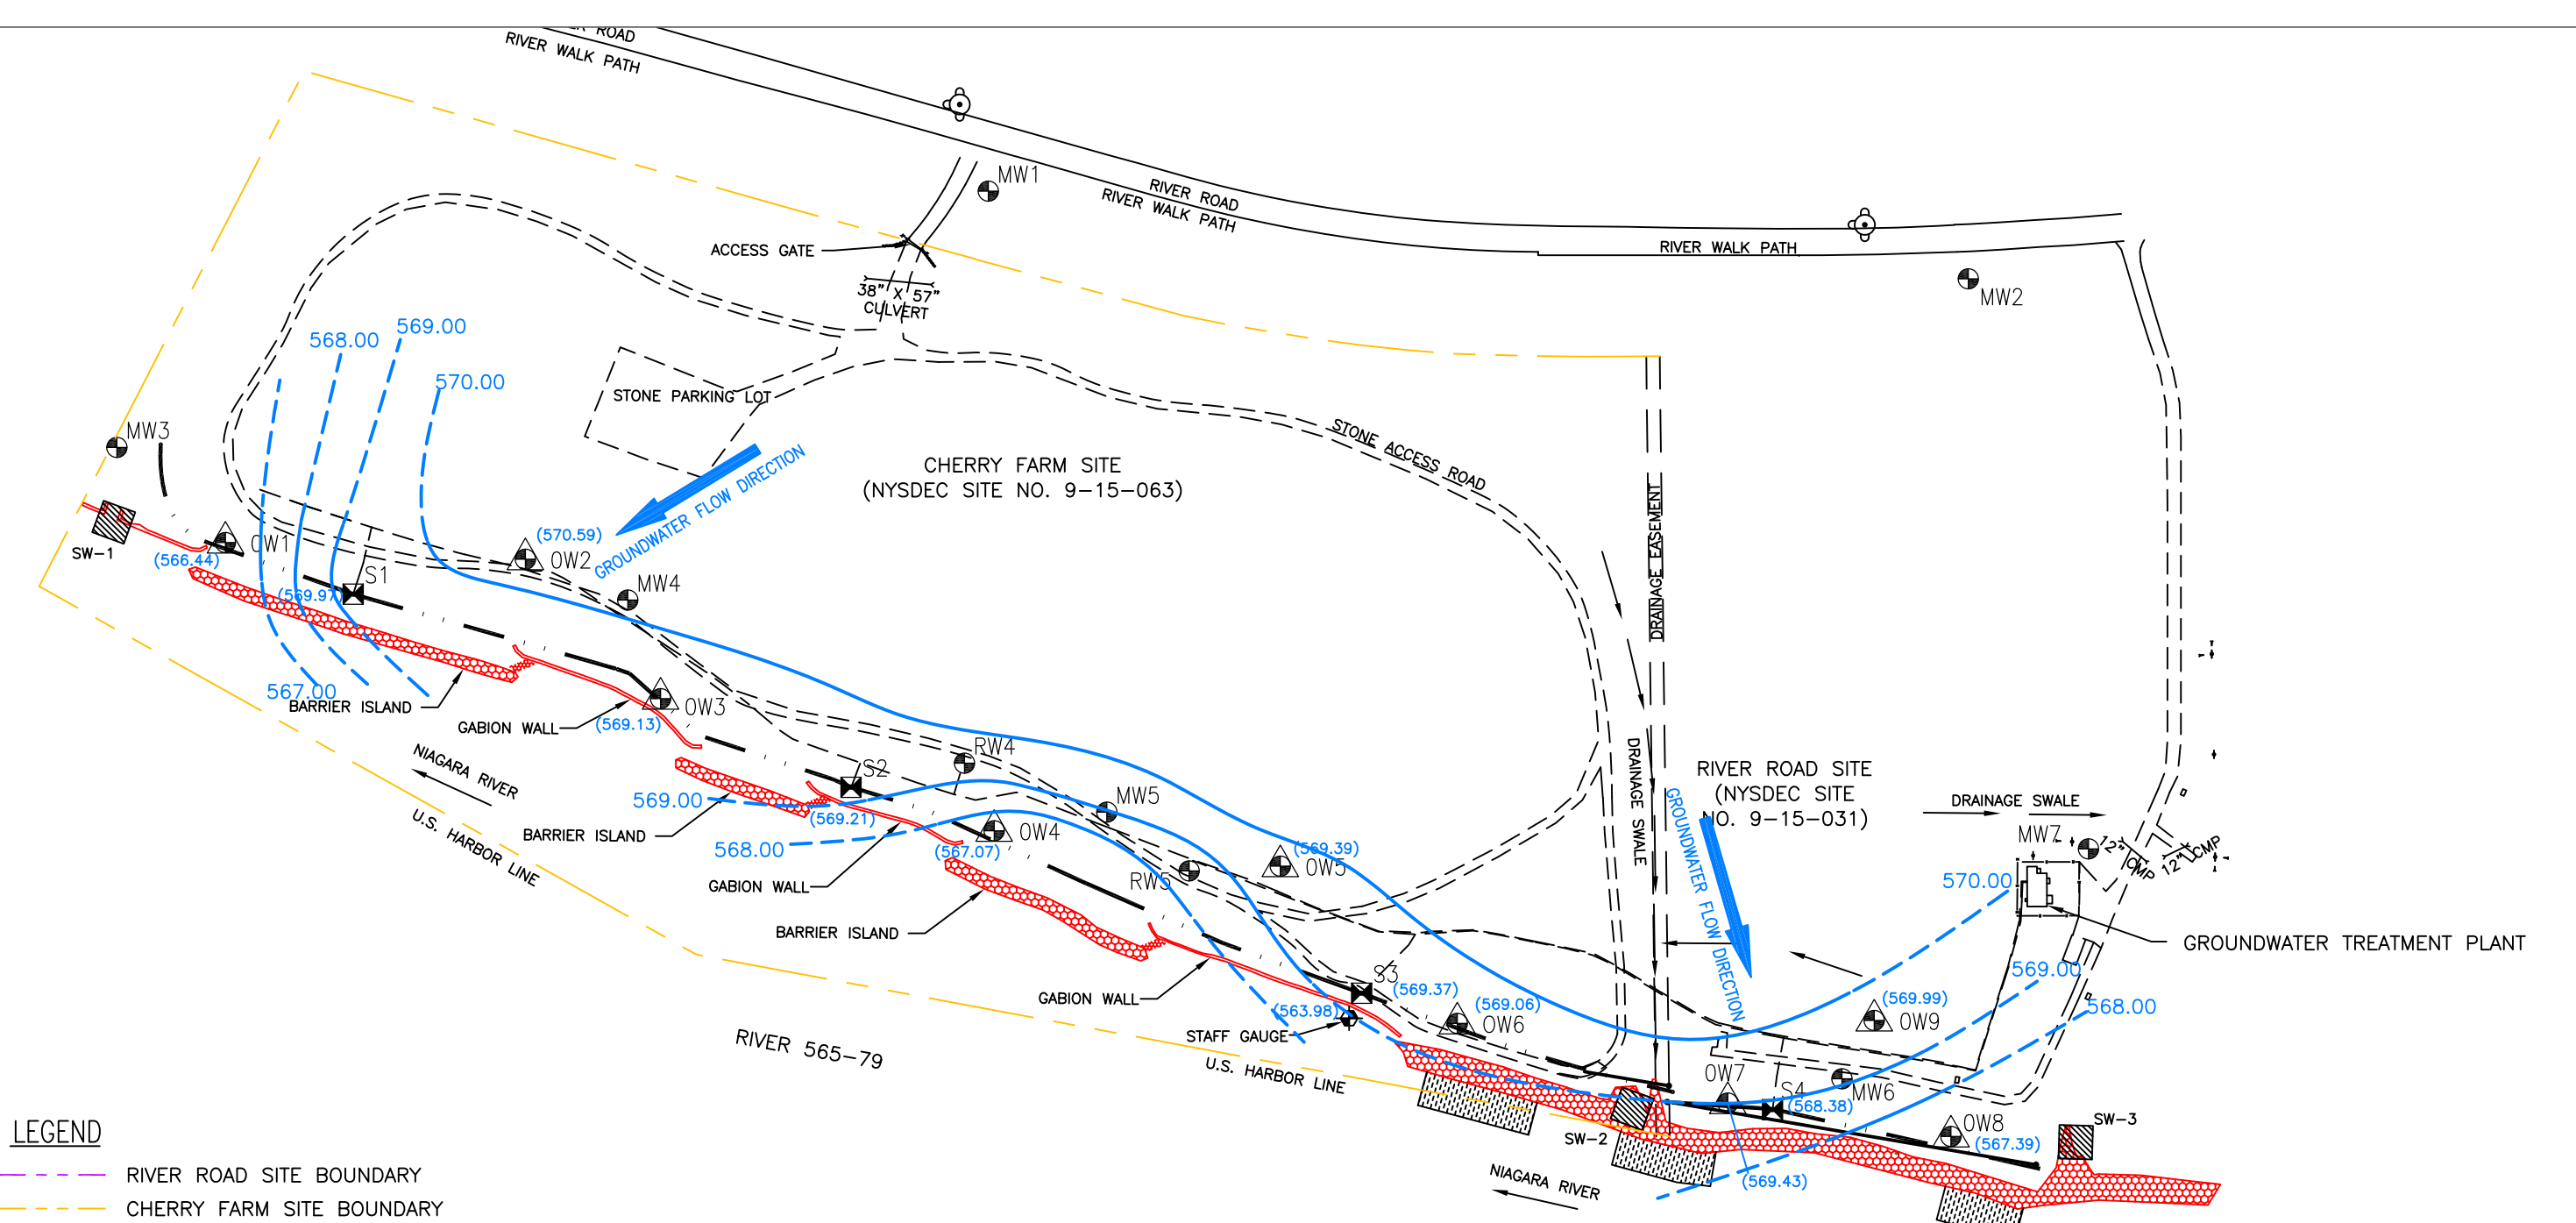 RIVER ROAD
RIVER WALK PATH
MW1
RIVER ROAD
RIVER WALK PATH
RIVER WALK PATH
MW2
ACCESS GATE
38" X 57"
CULVERT
569.00
568.00
570.00
STONE PARKING LOT
MW3
STONE ACCESS ROAD
CHERRY FARM SITE
(NYSDEC SITE NO. 9-15-063)
GROUNDWATER FLOW DIRECTION
DRAINAGE EASEMENT
SW-1
OW1
(566.44)
(570.59)
OW2
S1
(569.97)
MW4
567.00
BARRIER ISLAND
GABION WALL
OW3
(569.13)
NIAGARA RIVER
U.S. HARBOR LINE
RW4
S2
569.00
(569.21)
BARRIER ISLAND
MW5
OW4
568.00
(567.07)
GABION WALL
RW5
(569.39)
OW5
BARRIER ISLAND
DRAINAGE SWALE
RIVER ROAD SITE
(NYSDEC SITE
NO. 9-15-031)
DRAINAGE SWALE
GROUNDWATER FLOW DIRECTION
MW7
12" CMP
12" CMP
570.00
GROUNDWATER TREATMENT PLANT
569.00
568.00
GABION WALL
S3
(569.37)
(563.98)
STAFF GAUGE
(569.06)
OW6
(569.99)
OW9
RIVER 565-79
U.S. HARBOR LINE
OW7
S4
MW6
(568.38)
OW8
(567.39)
SW-2
SW-3
(569.43)
NIAGARA RIVER
LEGEND
RIVER ROAD SITE BOUNDARY
CHERRY FARM SITE BOUNDARY